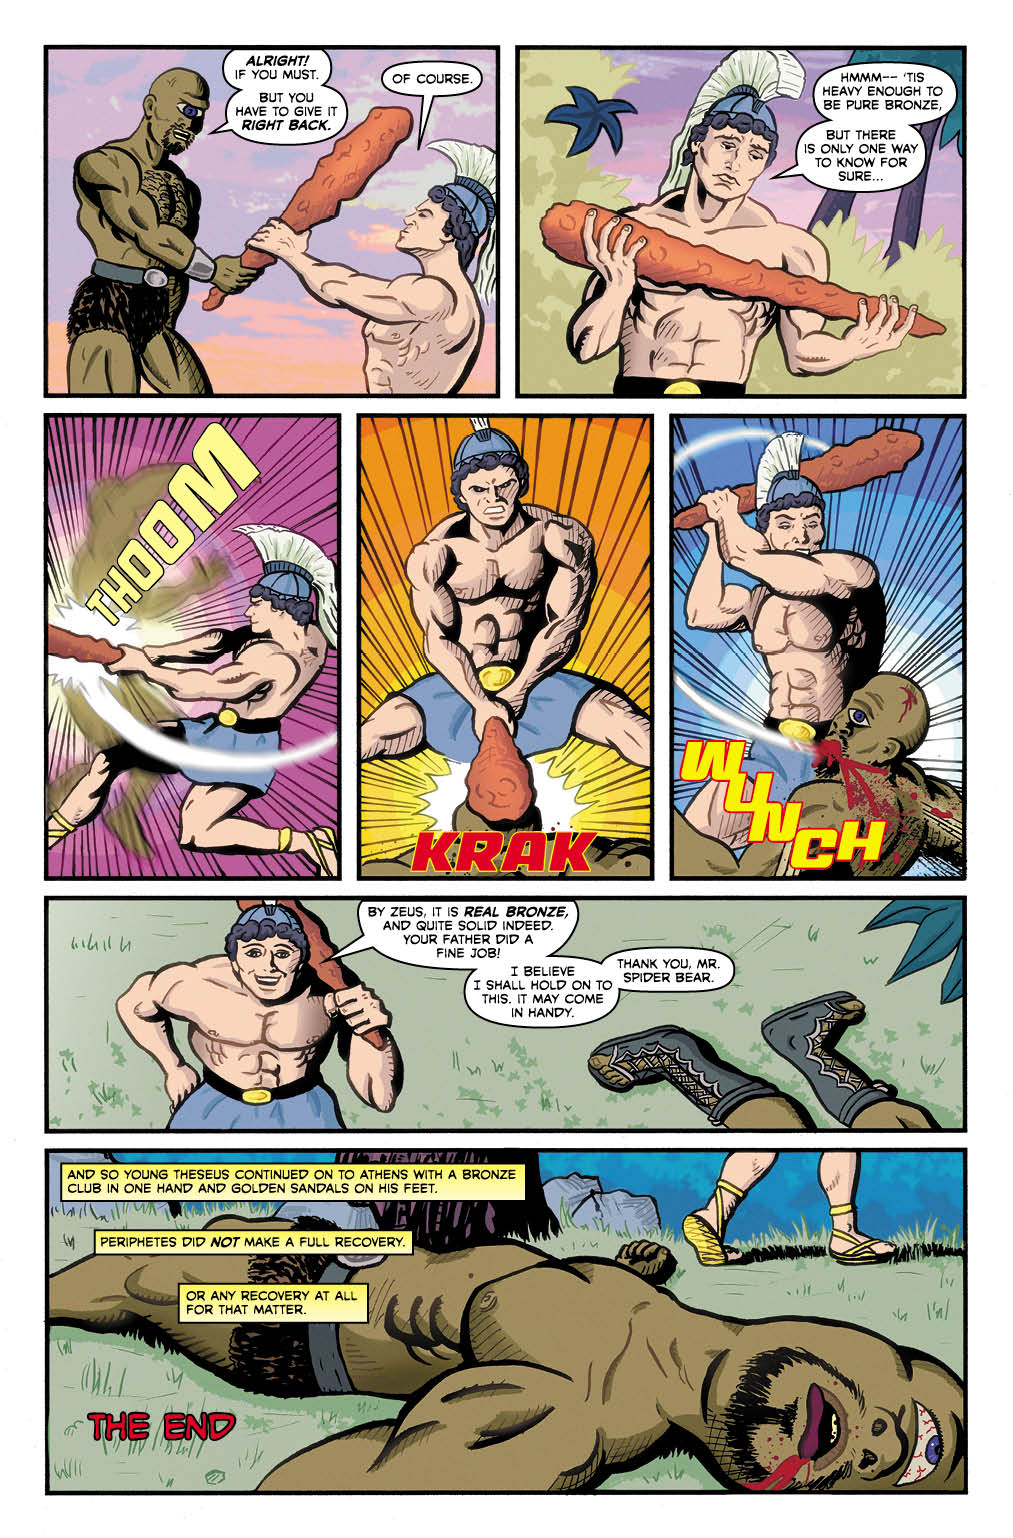 ALRIGHT!
IF YOU MUST.
BUT YOU
HAVE TO GIVE IT
RIGHT BACK.
OF COURSE.
HMMM-- 'TIS
HEAVY ENOUGH TO
BE PURE BRONZE,
BUT THERE
IS ONLY ONE WAY
TO KNOW FOR
SURE...
THOOM
KRAK
WUNCH
BY ZEUS, IT IS REAL BRONZE,
AND QUITE SOLID INDEED.
YOUR FATHER DID A
FINE JOB!
I BELIEVE
I SHALL HOLD ON TO
THIS. IT MAY COME
IN HANDY.
THANK YOU, MR.
SPIDER BEAR.
AND SO YOUNG THESEUS CONTINUED ON TO ATHENS WITH A BRONZE
CLUB IN ONE HAND AND GOLDEN SANDALS ON HIS FEET.
PERIPHETES DID NOT MAKE A FULL RECOVERY.
OR ANY RECOVERY AT ALL
FOR THAT MATTER.
THE END